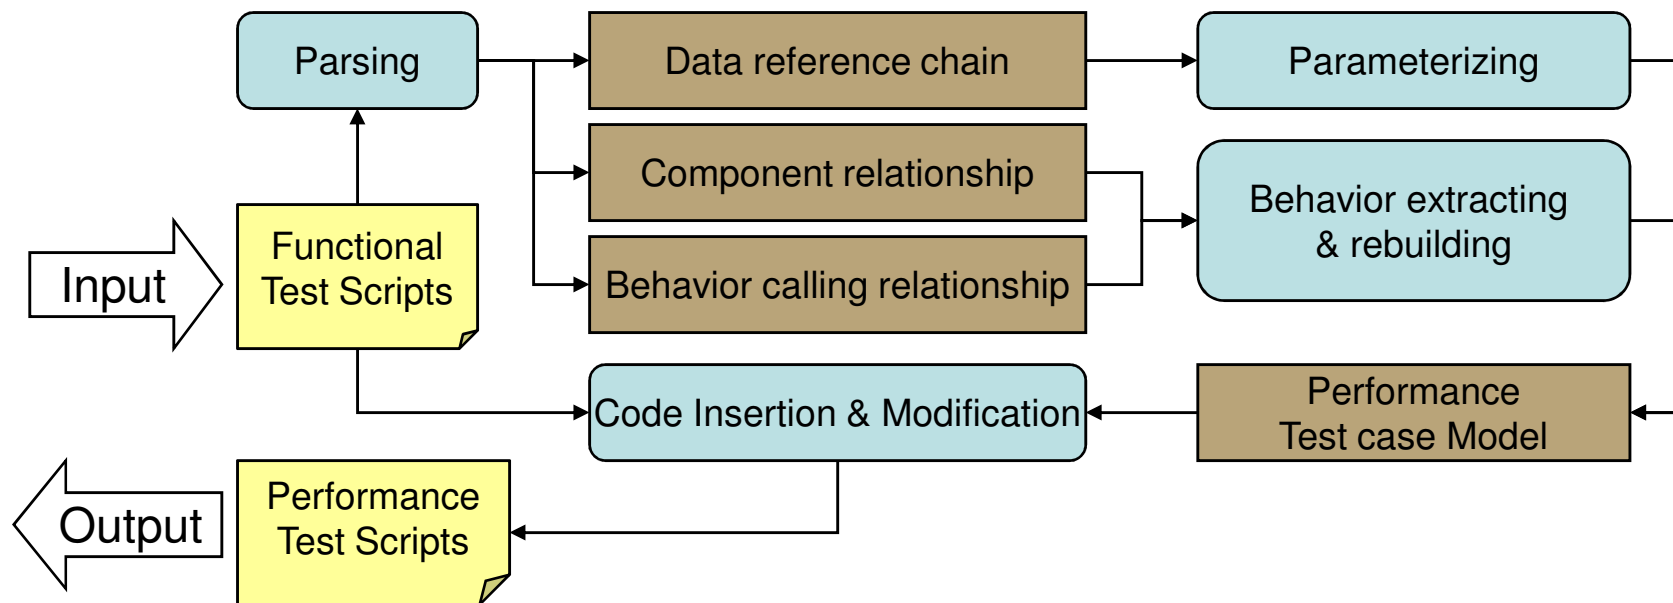 Parsing
Data reference chain
Parameterizing
Component relationship
Behavior extracting
& rebuilding
Functional
Test Scripts
Input
Behavior calling relationship
Code Insertion & Modification
Performance
Test case Model
Performance
Test Scripts
Output